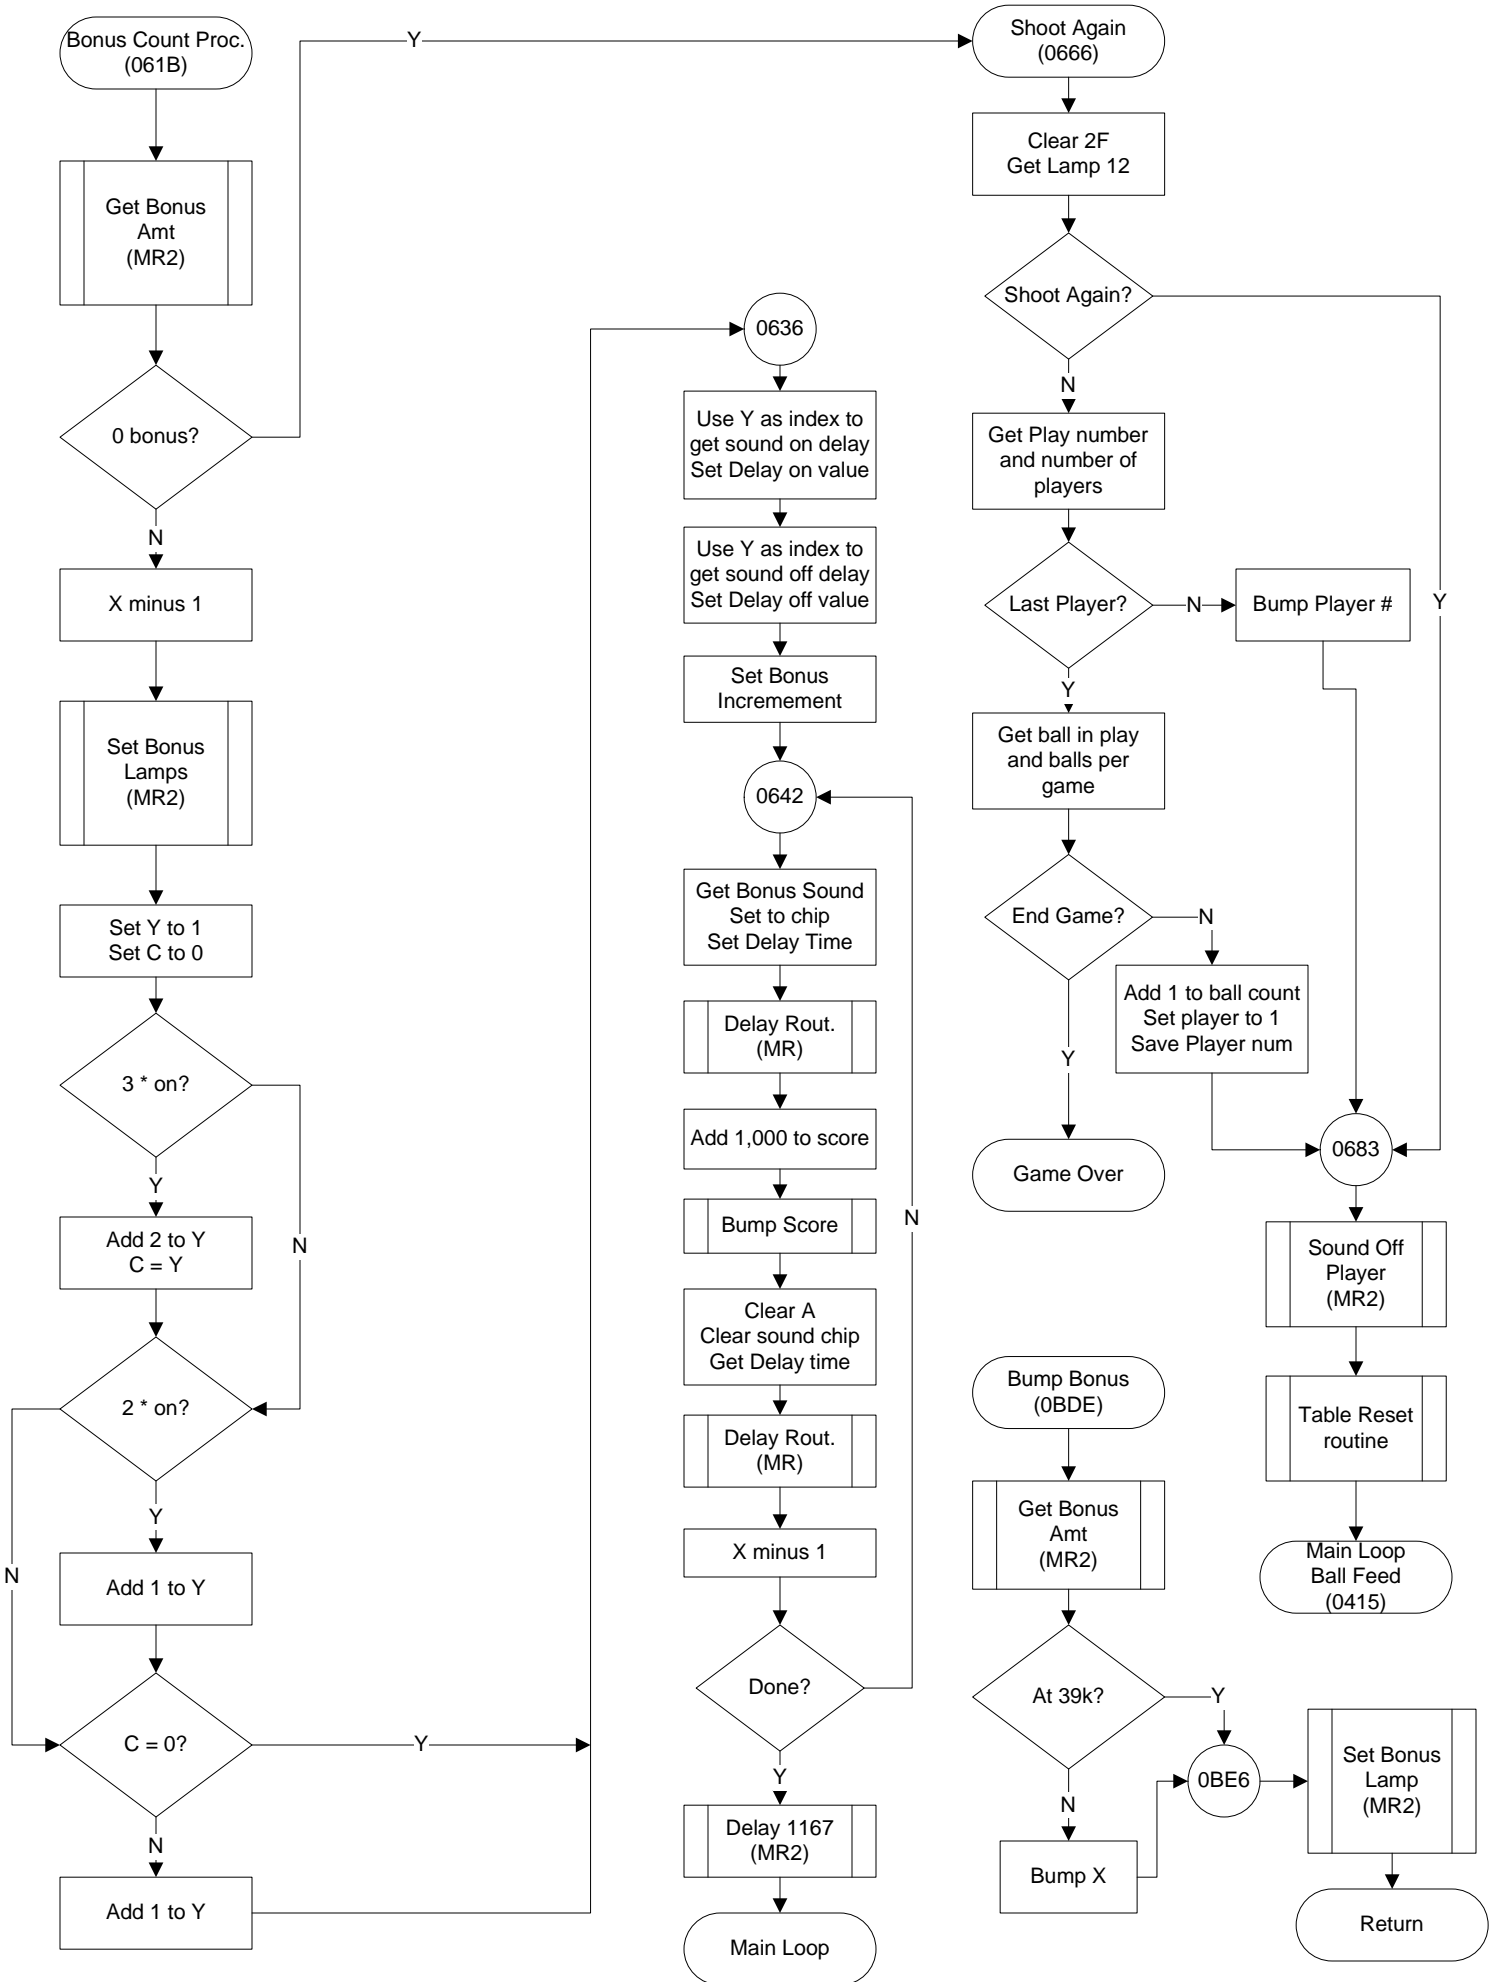 Bonus Count Proc.
(061B)
Get Bonus
Amt
(MR2)
0 bonus?
Y
N
X minus 1
Set Bonus
Lamps
(MR2)
Set Y to 1
Set C to 0
3 * on?
Y
N
Add 2 to Y
C = Y
2 * on?
Y
N
Add 1 to Y
C = 0?
Y
N
Add 1 to Y
0636
Use Y as index to
get sound on delay
Set Delay on value
Use Y as index to
get sound off delay
Set Delay off value
Set Bonus
Incremement
0642
Get Bonus Sound
Set to chip
Set Delay Time
Delay Rout.
(MR)
Add 1,000 to score
Bump Score
Clear A
Clear sound chip
Get Delay time
Delay Rout.
(MR)
X minus 1
Done?
N
Y
Delay 1167
(MR2)
Main Loop
Shoot Again
(0666)
Clear 2F
Get Lamp 12
Shoot Again?
Y
N
Get Play number
and number of
players
Last Player?
N
Bump Player #
Y
Get ball in play
and balls per
game
End Game?
N
Add 1 to ball count
Set player to 1
Save Player num
Y
Game Over
0683
Sound Off
Player
(MR2)
Table Reset
routine
Main Loop
Ball Feed
(0415)
Bump Bonus
(0BDE)
Get Bonus
Amt
(MR2)
At 39k?
Y
N
Bump X
0BE6
Set Bonus
Lamp
(MR2)
Return